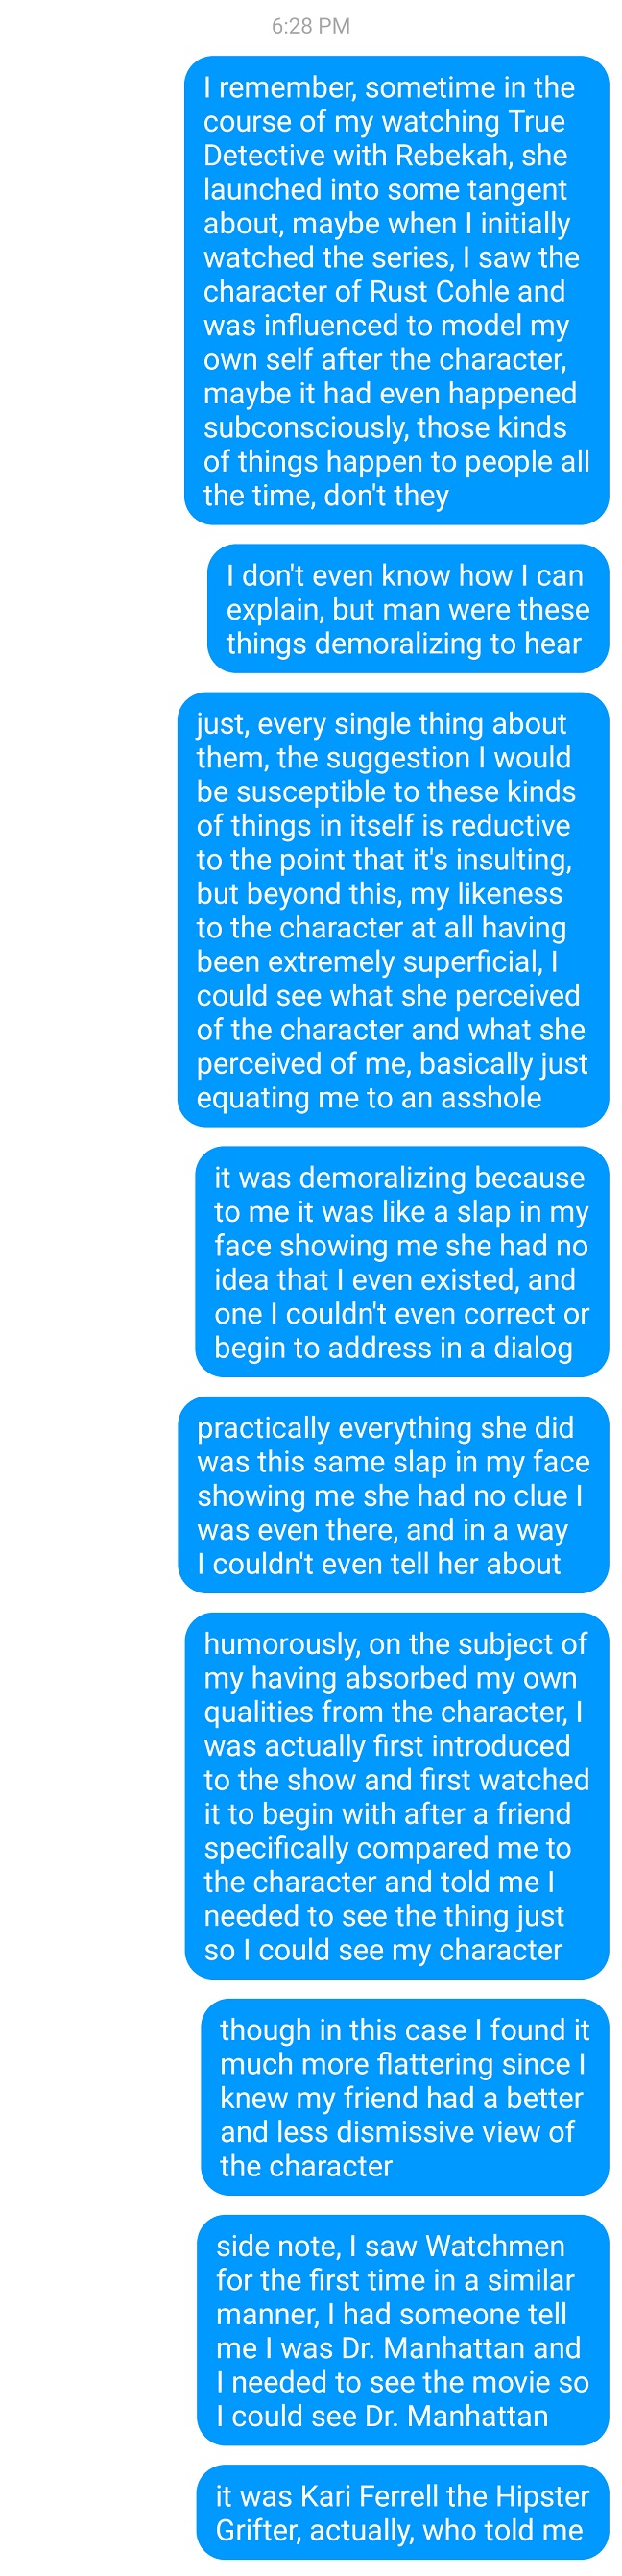 6:28 PM
I remember, sometime in the
course of my watching True
Detective with Rebekah, she
launched into some tangent
about, maybe when I initially
watched the series, I saw the
character of Rust Cohle and
was influenced to model my
own self after the character,
maybe it had even happened
subconsciously, those kinds
of things happen to people all
the time, don't they
I don't even know how I can
explain, but man were these
things demoralizing to hear
just, every single thing about
them, the suggestion I would
be susceptible to these kinds
of things in itself is reductive
to the point that it's insulting,
but beyond this, my likeness
to the character at all having
been extremely superficial, I
could see what she perceived
of the character and what she
perceived of me, basically just
equating me to an asshole
it was demoralizing because
to me it was like a slap in my
face showing me she had no
idea that I even existed, and
one I couldn't even correct or
begin to address in a dialog
practically everything she did
was this same slap in my face
showing me she had no clue I
was even there, and in a way
I couldn't even tell her about
humorously, on the subject of
my having absorbed my own
qualities from the character, I
was actually first introduced
to the show and first watched
it to begin with after a friend
specifically compared me to
the character and told me I
needed to see the thing just
so I could see my character
though in this case I found it
much more flattering since I
knew my friend had a better
and less dismissive view of
the character
side note, I saw Watchmen
for the first time in a similar
manner, I had someone tell
me I was Dr. Manhattan and
I needed to see the movie so
I could see Dr. Manhattan
it was Kari Ferrell the Hipster
Grifter, actually, who told me